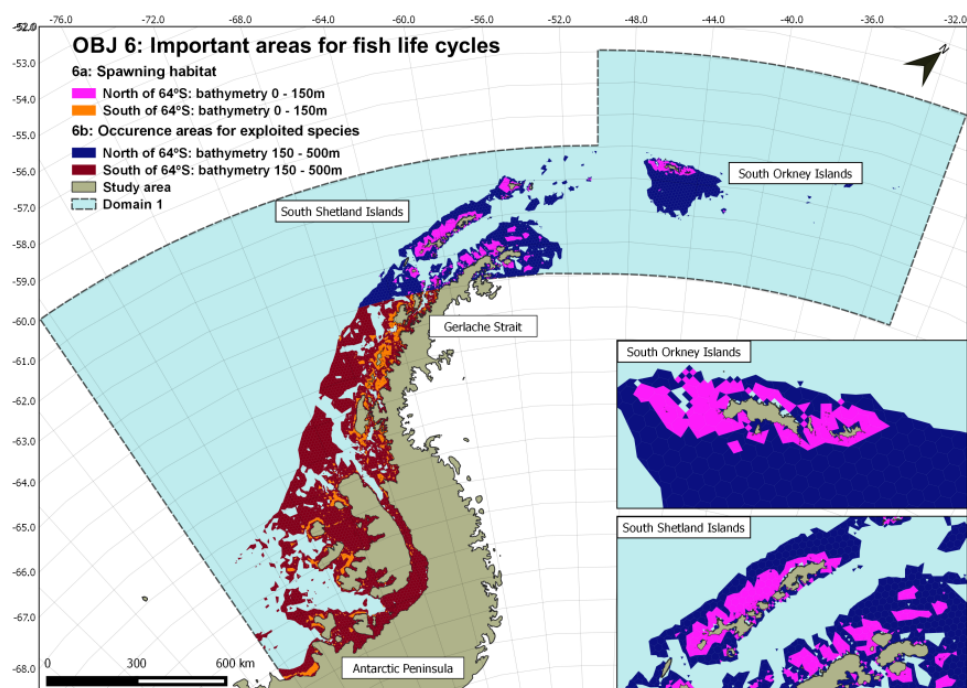 -76.0 -72.0 -68.0 -64.0 -60.0 -56.0 -52.0 -48.0 -44.0 -40.0 -36.0 -32.0
OBJ 6: Important areas for fish life cycles
6a: Spawning habitat
North of 64ºS: bathymetry 0 - 150m
South of 64ºS: bathymetry 0 - 150m
6b: Occurence areas for exploited species
North of 64ºS: bathymetry 150 - 500m
South of 64ºS: bathymetry 150 - 500m
Study area
Domain 1
N
South Orkney Islands
South Shetland Islands
Gerlache Strait
Antarctic Peninsula
South Orkney Islands
South Shetland Islands
-52.0
-53.0
-54.0
-55.0
-56.0
-57.0
-58.0
-59.0
-60.0
-61.0
-62.0
-63.0
-64.0
-65.0
-66.0
-67.0
-68.0
0 300 600 km